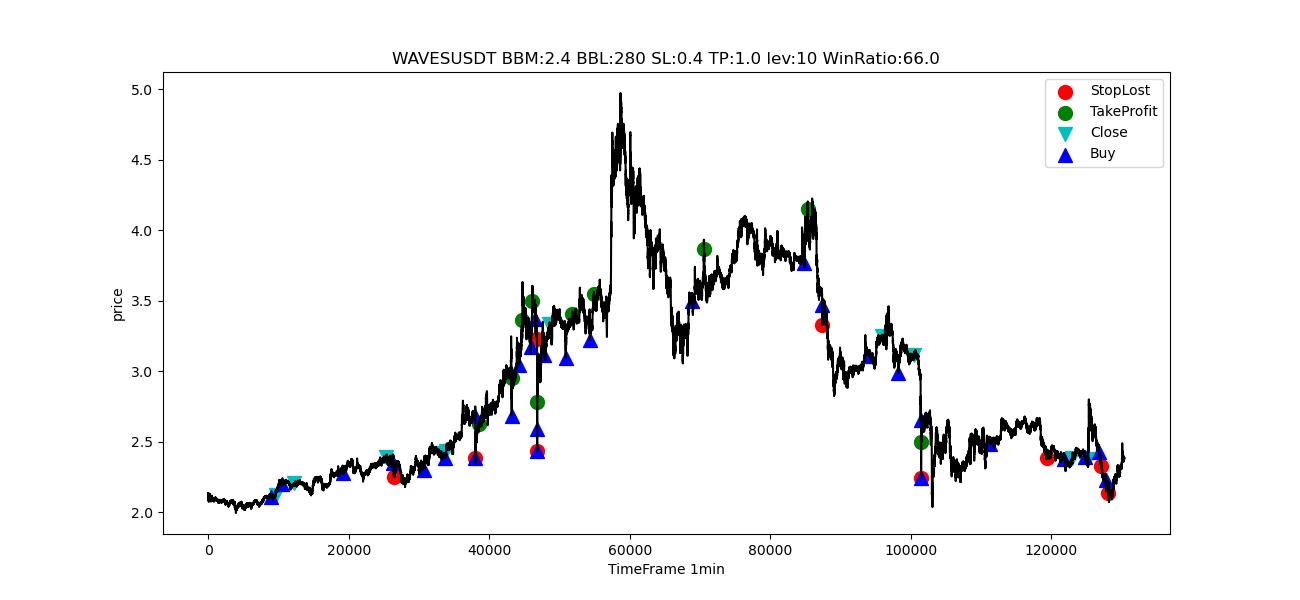 WAVESUSDT BBM:2.4 BBL:280 SL:0.4 TP:1.0 lev:10 WinRatio:66.0
StopLost
TakeProfit
Close
Buy
5.0
4.5
4.0
3.5
3.0
2.5
2.0
price
0 20000 40000 60000 80000 100000 120000
TimeFrame 1min